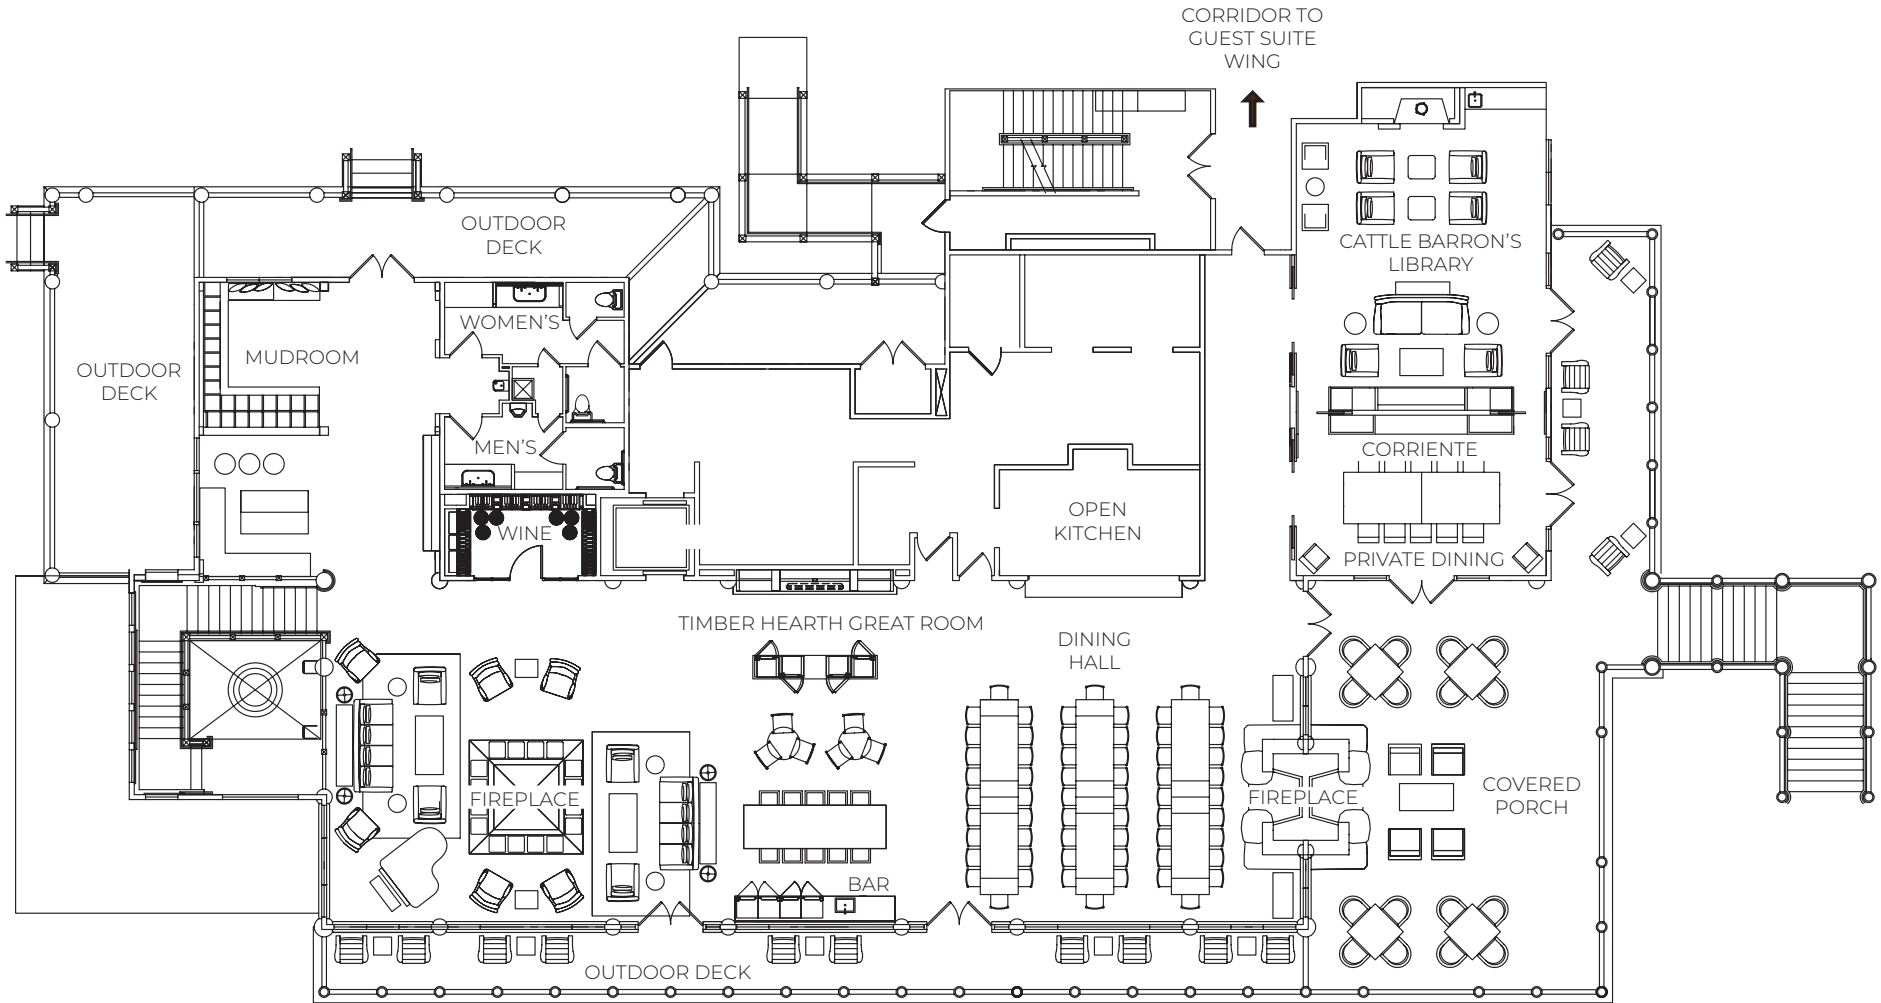 CORRIDOR TO
GUEST SUITE
WING
OUTDOOR
DECK
CATTLE BARRON'S
LIBRARY
WOMEN'S
MUDROOM
OUTDOOR
DECK
MEN'S
CORRIENTE
WINE
OPEN
KITCHEN
PRIVATE DINING
TIMBER HEARTH GREAT ROOM
DINING
HALL
FIREPLACE
FIREPLACE
COVERED
PORCH
BAR
OUTDOOR DECK